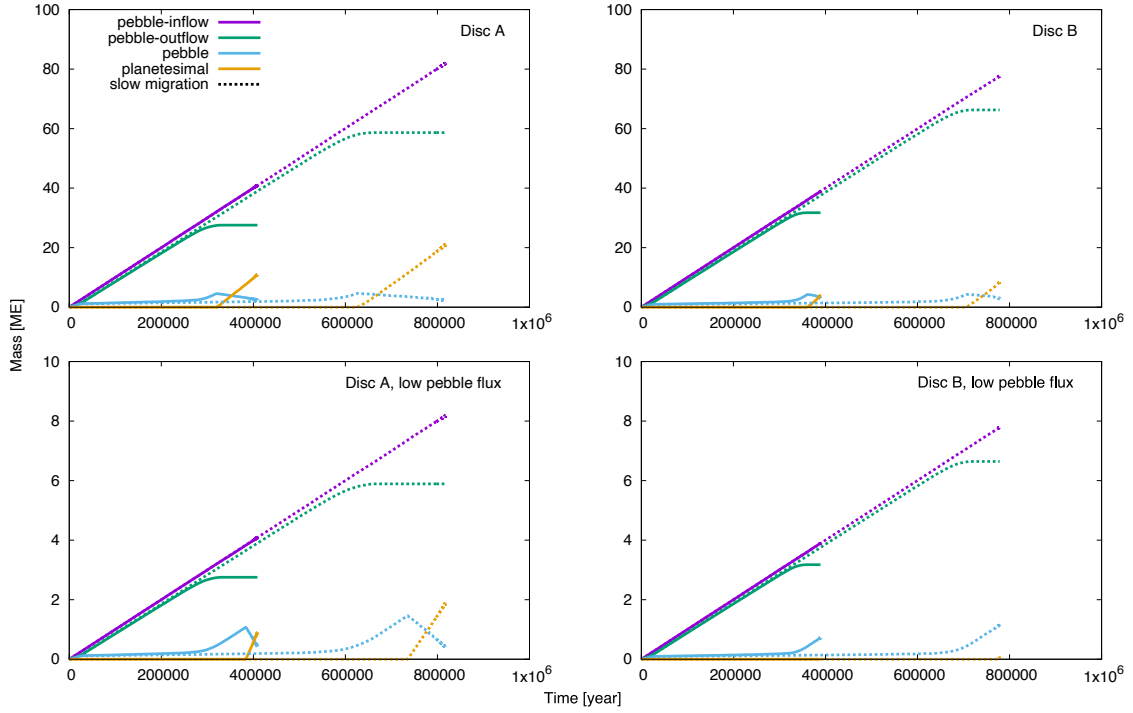 pebble-inflow
pebble-outflow
pebble
planetesimal
slow migration
Disc A
100
80
60
40
20
0
0 200000 400000 600000 800000 1x10^6
Disc B
100
80
60
40
20
0
0 200000 400000 600000 800000 1x10^6
Mass [ME]
Disc A, low pebble flux
10
8
6
4
2
0
0 200000 400000 600000 800000 1x10^6
Disc B, low pebble flux
10
8
6
4
2
0
0 200000 400000 600000 800000 1x10^6
Time [year]